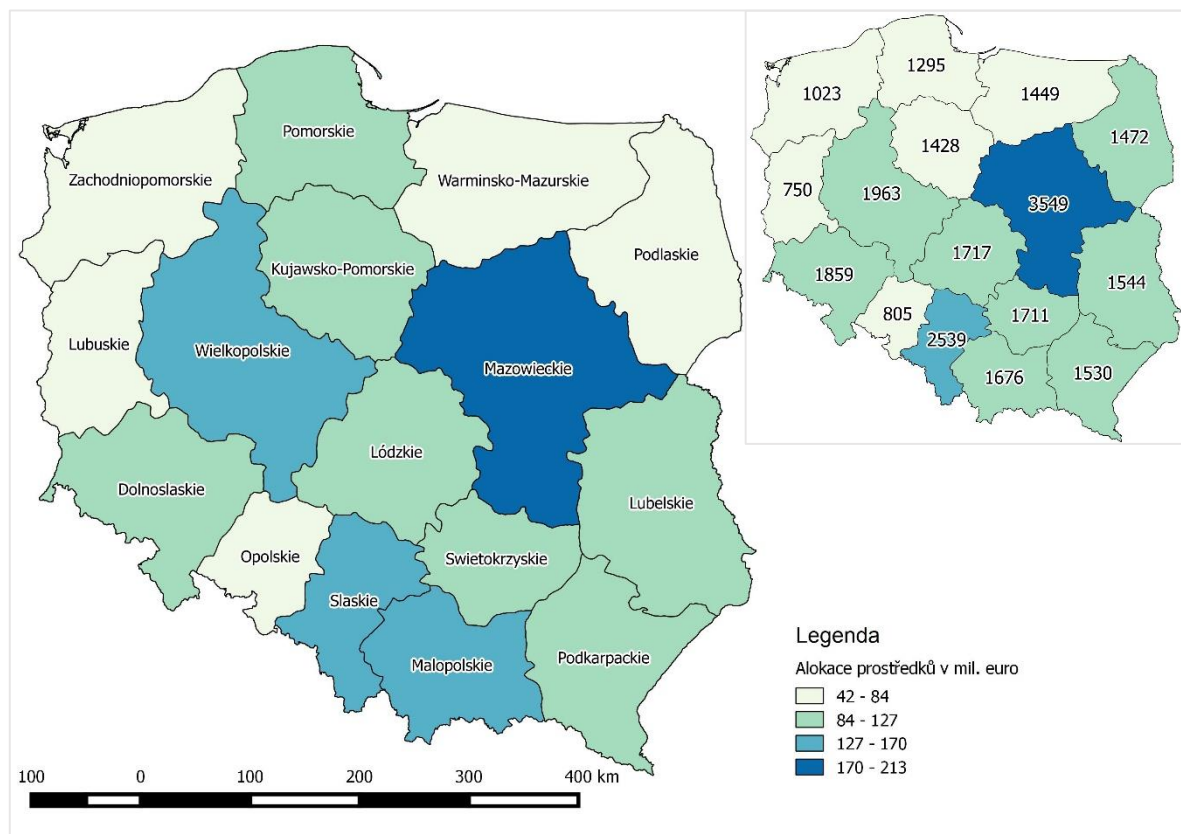 Pomorskie
Zachodniopomorskie
Warminsko-Mazurskie
Podlaskie
Kujawsko-Pomorskie
Lubuskie
Wielkopolskie
Mazowieckie
Lódzkie
Dolnoslaskie
Lubelskie
Opolskie
Swietokrzyskie
Slaskie
Malopolskie
Podkarpackie
100 0 100 200 300 400 km
1295
1023
1449
1428
1472
750
1963
3549
1717
1859
1544
805
1711
2539
1676
1530
Legenda
Alokace prostředků v mil. euro
42 - 84
84 - 127
127 - 170
170 - 213